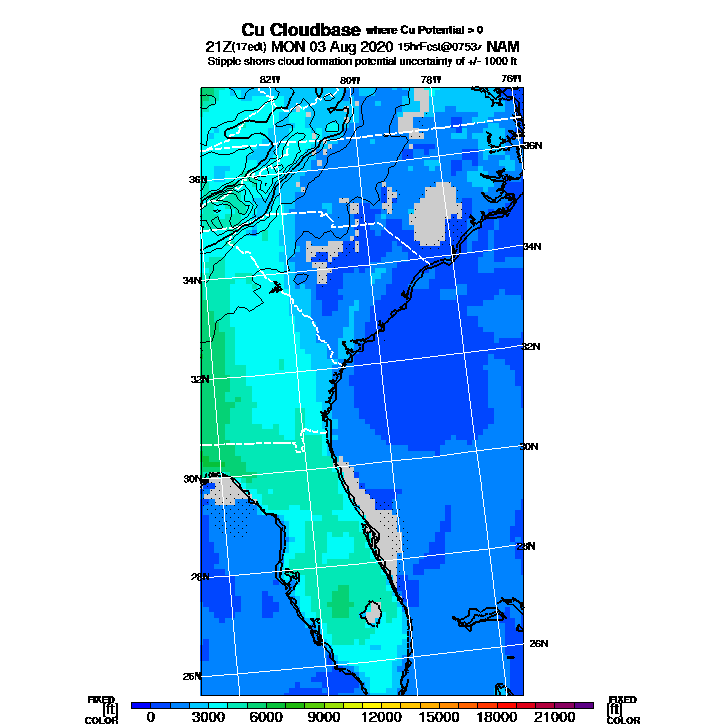 Cu Cloudbase where Cu Potential > 0
21Z(17edt) MON 03 Aug 2020 15hrFcst@0753z NAM
Stipple shows cloud formation potential uncertainty of +/- 1000 ft
82W 80W 78W 76W
36N
36N
34N
34N
32N
32N
30N
30N
28N
28N
26N
26N
FIXED FIXED
[ft] [ft]
COLOR 0 3000 6000 9000 12000 15000 18000 21000 COLOR